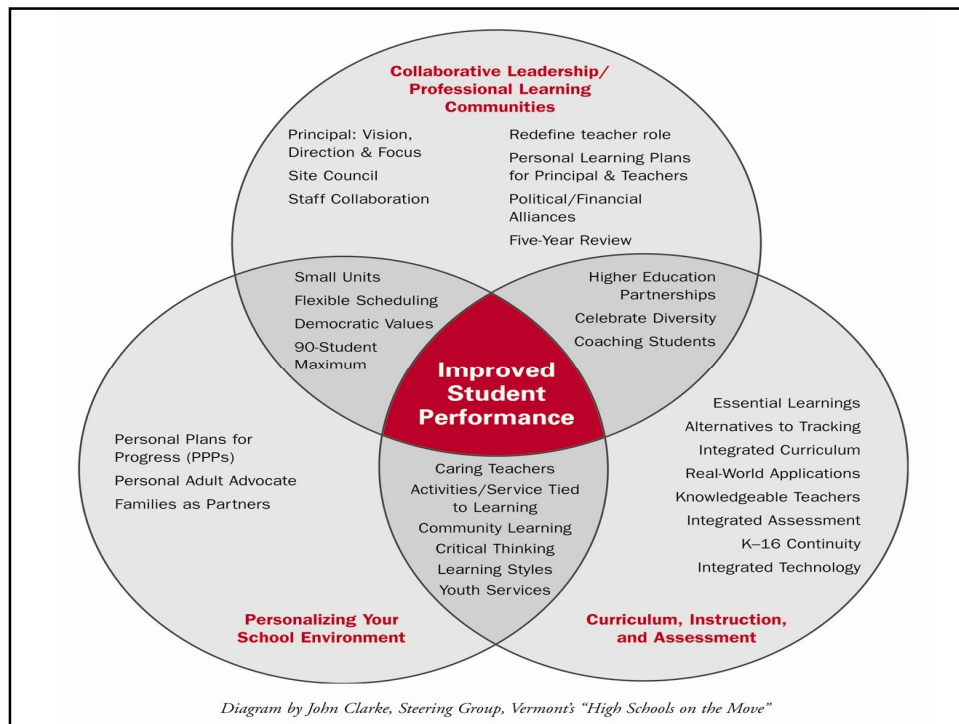 Collaborative Leadership/
Professional Learning
Communities
Principal: Vision,
Direction & Focus
Site Council
Staff Collaboration
Redefine teacher role
Personal Learning Plans
for Principal & Teachers
Political/Financial
Alliances
Five-Year Review
Small Units
Flexible Scheduling
Democratic Values
90-Student
Maximum
Higher Education
Partnerships
Celebrate Diversity
Coaching Students
Improved
Student
Performance
Personal Plans for
Progress (PPPs)
Personal Adult Advocate
Families as Partners
Caring Teachers
Activities/Service Tied
to Learning
Community Learning
Critical Thinking
Learning Styles
Youth Services
Essential Learnings
Alternatives to Tracking
Integrated Curriculum
Real-World Applications
Knowledgeable Teachers
Integrated Assessment
K–16 Continuity
Integrated Technology
Personalizing Your
School Environment
Curriculum, Instruction,
and Assessment
Diagram by John Clarke, Steering Group, Vermont's "High Schools on the Move"